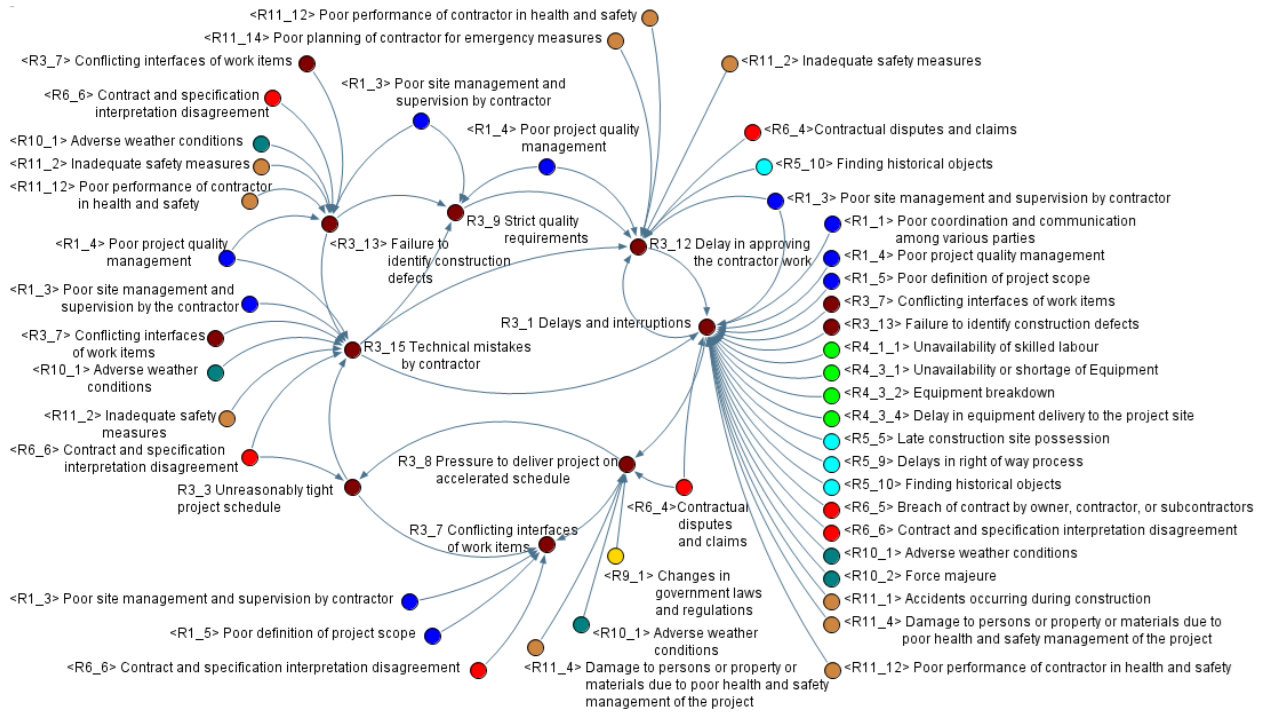 <R11_12> Poor performance of contractor in health and safety
<R11_14> Poor planning of contractor for emergency measures
<R3_7> Conflicting interfaces of work items
<R11_2> Inadequate safety measures
<R1_3> Poor site management and
supervision by contractor
<R6_6> Contract and specification
interpretation disagreement
<R1_4> Poor project quality
management
<R6_4>Contractual disputes and claims
<R10_1> Adverse weather conditions
<R11_2> Inadequate safety measures
<R5_10> Finding historical objects
<R11_12> Poor performance of contractor
in health and safety
<R1_3> Poor site management and supervision by contractor
R3_9 Strict quality
requirements
<R1_1> Poor coordination and communication
among various parties
<R1_4> Poor project quality
management
<R3_13> Failure to
identify construction
defects
R3_12 Delay in approving
the contractor work
<R1_4> Poor project quality management
<R1_5> Poor definition of project scope
<R1_3> Poor site management and
supervision by the contractor
<R3_7> Conflicting interfaces of work items
R3_1 Delays and interruptions
<R3_13> Failure to identify construction defects
<R3_7> Conflicting interfaces
of work items
R3_15 Technical mistakes
by contractor
<R4_1_1> Unavailability of skilled labour
<R10_1> Adverse weather
conditions
<R4_3_1> Unavailability or shortage of Equipment
<R4_3_2> Equipment breakdown
<R11_2> Inadequate safety
measures
<R4_3_4> Delay in equipment delivery to the project site
<R5_5> Late construction site possession
<R6_6> Contract and specification
interpretation disagreement
R3_8 Pressure to deliver project on
accelerated schedule
<R5_9> Delays in right of way process
<R5_10> Finding historical objects
R3_3 Unreasonably tight
project schedule
<R6_4>Contractual
disputes
and claims
<R6_5> Breach of contract by owner, contractor, or subcontractors
<R6_6> Contract and specification interpretation disagreement
R3_7 Conflicting interfaces
of work items
<R10_1> Adverse weather conditions
<R10_2> Force majeure
<R9_1> Changes in
government laws
and regulations
<R1_3> Poor site management and supervision by contractor
<R11_1> Accidents occurring during construction
<R11_4> Damage to persons or property or materials due to
poor health and safety management of the project
<R1_5> Poor definition of project scope
<R10_1> Adverse weather
conditions
<R6_6> Contract and specification interpretation disagreement
<R11_4> Damage to persons or property or
materials due to poor health and safety
management of the project
<R11_12> Poor performance of contractor in health and safety